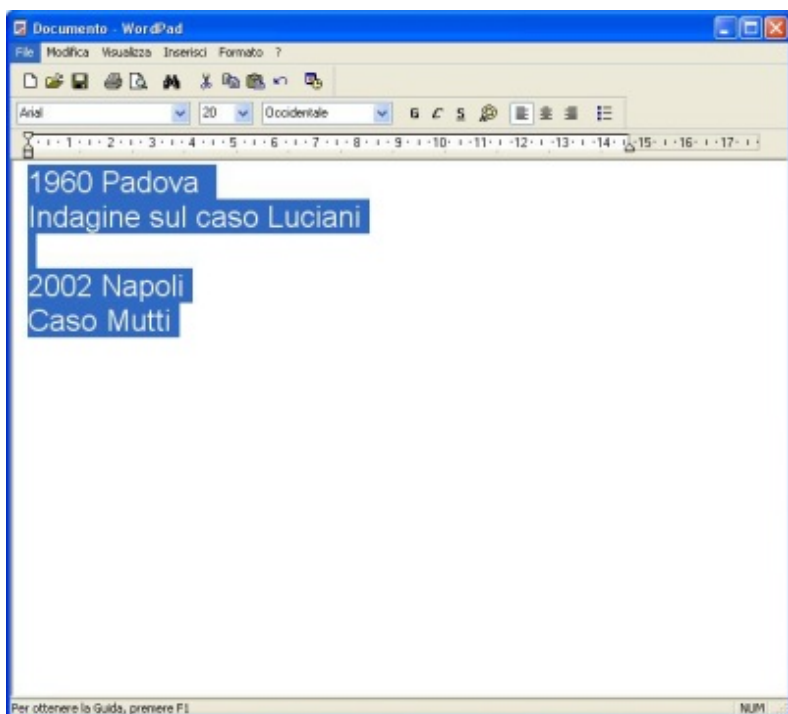 Documento - WordPad
File Modifica Visualizza Inserisci Formato ?
Arial 20 Occidentale G C S
1 2 3 4 5 6 7 8 9 10 11 12 13 14 15 16 17
1960 Padova
Indagine sul caso Luciani
2002 Napoli
Caso Mutti
Per ottenere la Guida, premere F1 NUM